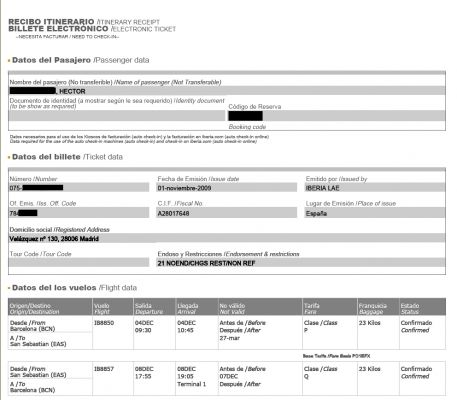 RECIBO ITINERARIO /ITINERARY RECEIPT
BILLETE ELECTRÓNICO /ELECTRONIC TICKET
-NECESITA FACTURAR / NEED TO CHECK-IN-
Datos del Pasajero /Passenger data
Nombre del pasajero (No transferible) /Name of passenger (Not Transferable)
, HECTOR
Documento de identidad (a mostrar según le sea requerido) /Identity document
(to be show as required)
Código de Reserva
Booking code
Datos necesarios para el uso de los Kioscos de facturación (auto check-in) y la facturación en Iberia.com (auto check-in online)
Data required for the use of the auto check-in machines (auto check-in) and check-in on Iberia.com (auto check-in online)
Datos del billete /Ticket data
Número /Number Fecha de Emisión /Issue date Emitido por /Issued by
075- 01-noviembre-2009 IBERIA LAE
Of. Emis. /Iss. Off. Code C.I.F. /Fiscal No. Lugar de Emisión /Place of issue
784 A28017648 España
Domicilio social /Registered Address
Velázquez nº 130, 28006 Madrid
Tour Code /Tour Code Endoso y Restricciones /Endorsement & restrictions
21 NOEND/CHGS REST/NON REF
Datos del los vuelos /Flight data
Origen/Destino Vuelo Salida Llegada No válido Tarifa Franquicia Estado
Origin/Destination Flight Departure Arrival Not Valid Fare Baggage Status
Desde /From IB8850 04DEC 04DEC Antes de /Before Clase /Class 23 Kilos Confirmado
Barcelona (BCN) 09:30 10:45 Después /After P Confirmed
A /To 27-mar
San Sebastian (EAS)
Base Tarifa /Fare Basis
Desde /From IB8857 08DEC 08DEC Antes de /Before Clase /Class 23 Kilos Confirmado
San Sebastian (EAS) 17:55 19:05 07DEC Q Confirmed
A /To Terminal 1 Después /After
Barcelona (BCN)